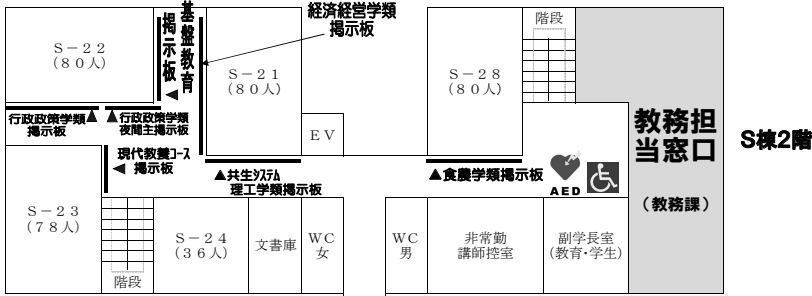 S－22
（80人）
基盤教育
掲示板
◀
経済経営学類
掲示板
S－21
（80人）
S－28
（80人）
階段
教務担
当窓口
（教務課）
S棟2階
行政政策学類▲
掲示板
▲行政政策学類
夜間主掲示板
EV
現代教養ｺｰｽ
◀ 掲示板
▲共生ｼｽﾃﾑ
理工学類掲示板
▲食農学類掲示板
AED
S－23
（78人）
階段
S－24
（36人）
文書庫
WC
女
WC
男
非常勤
講師控室
副学長室
（教育・学生）